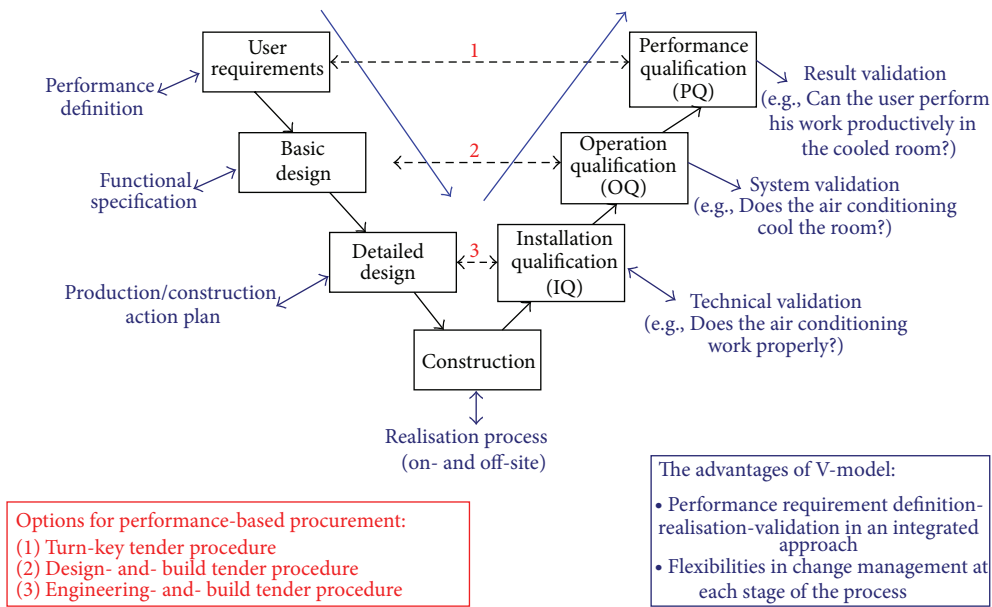 User
requirements
1
Performance
qualification
(PQ)
Performance
definition
Result validation
(e.g., Can the user perform
his work productively in
the cooled room?)
Basic
design
2
Operation
qualification
(OQ)
Functional
specification
System validation
(e.g., Does the air conditioning
cool the room?)
Detailed
design
3
Installation
qualification
(IQ)
Production/construction
action plan
Technical validation
(e.g., Does the air conditioning
work properly?)
Construction
Realisation process
(on- and off-site)
Options for performance-based procurement:
(1) Turn-key tender procedure
(2) Design- and- build tender procedure
(3) Engineering- and- build tender procedure
The advantages of V-model:
• Performance requirement definition-
realisation-validation in an integrated
approach
• Flexibilities in change management at
each stage of the process